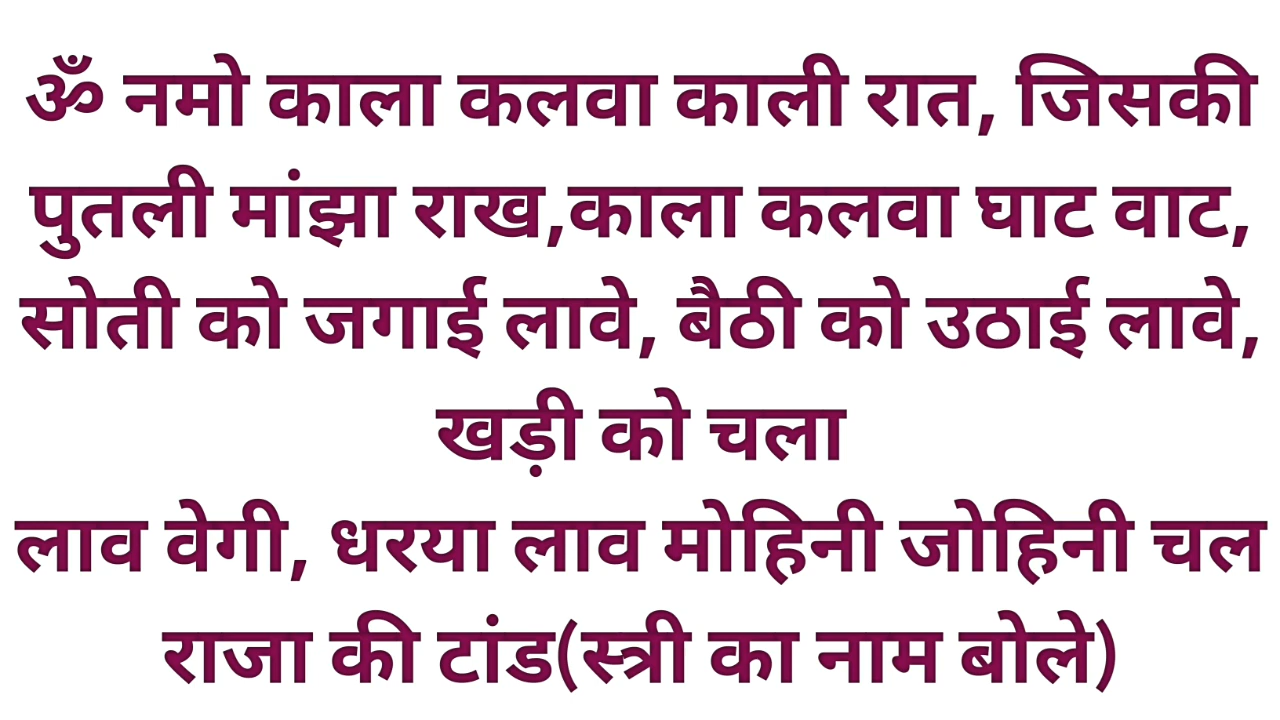 ॐ नमो काला कलवा काली रात, जिसकी
पुतली मांझा राख,काला कलवा घाट वाट,
सोती को जगाई लावे, बैठी को उठाई लावे,
खड़ी को चला
लाव वेगी, धरया लाव मोहिनी जोहिनी चल
राजा की टांड(स्त्री का नाम बोले)